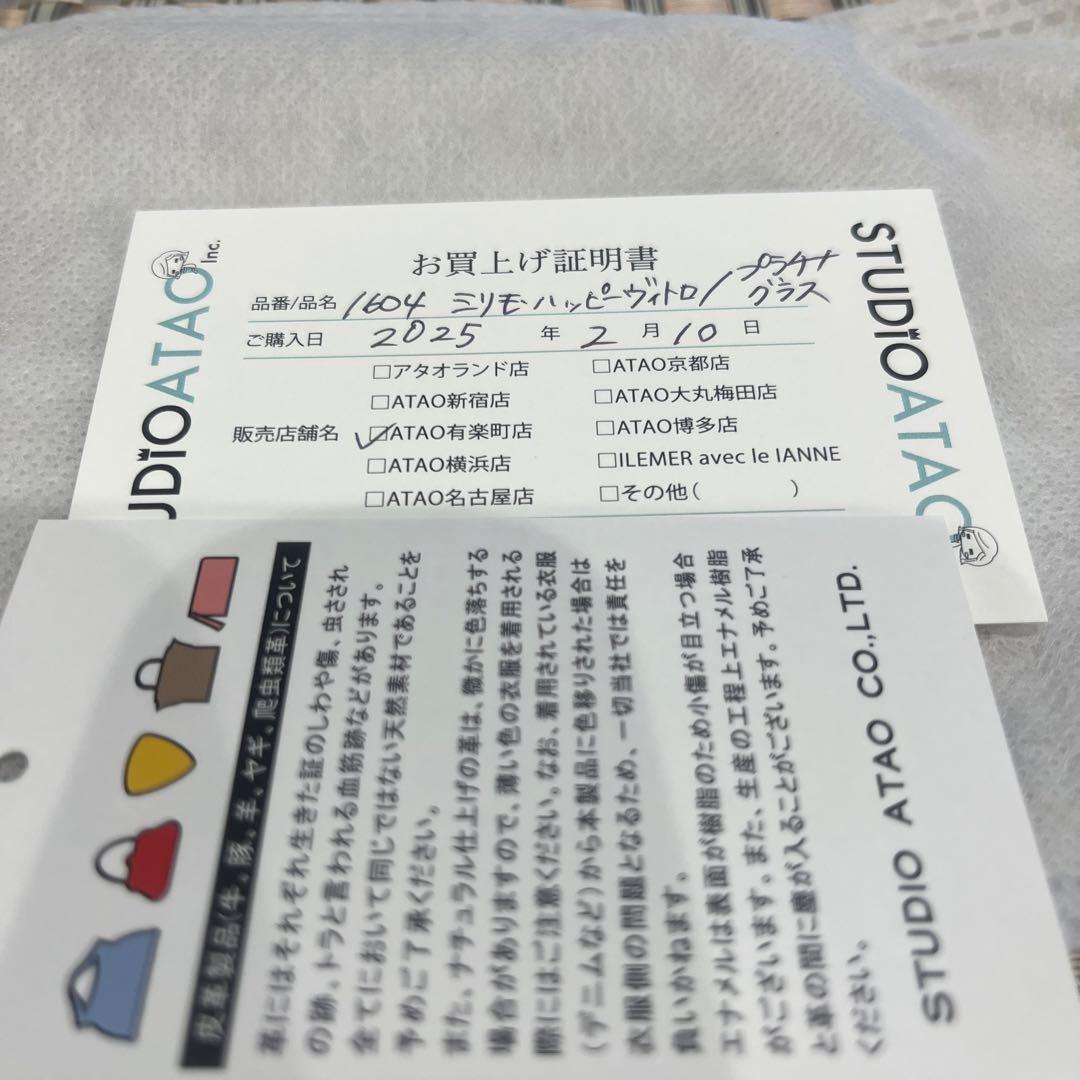 お買上げ証明書
品番/品名 1604 ミリモハッピーヴィトロ/プラチナグラス
ご購入日 2025 年 2 月 10 日
販売店舗名
□アタオランド店
□ATAO京都店
□ATAO新宿店
□ATAO大丸梅田店
□ATAO有楽町店
□ATAO博多店
□ATAO横浜店
□ILEMER avec le IANNE
□ATAO名古屋店
□その他( )
UDIOATAO Inc.
STUDIOATAO
皮革製品(牛、豚、羊、ヤギ、爬虫類革)について
革にはそれぞれ生きた証のしわや傷、虫さされ
の跡、トラと言われる血筋跡などがあります。
全てにおいて同じではない天然素材であることを
予めご了承ください。
また、ナチュラル仕上げの革は、微かに色落ちする
場合がありますので、薄い色の衣服を着用される
際にはご注意ください。なお、着用されている衣服
(デニムなど)から本製品に色移りされた場合は
衣服側の問題となるため、一切当社では責任を
負いかねます。
エナメルは表面が樹脂のため小傷が目立つ場合
がございます。また、生産の工程上エナメル樹脂
と革の間に塵が入ることがございます。予めご了承
ください。
STUDIO ATAO CO.,LTD.